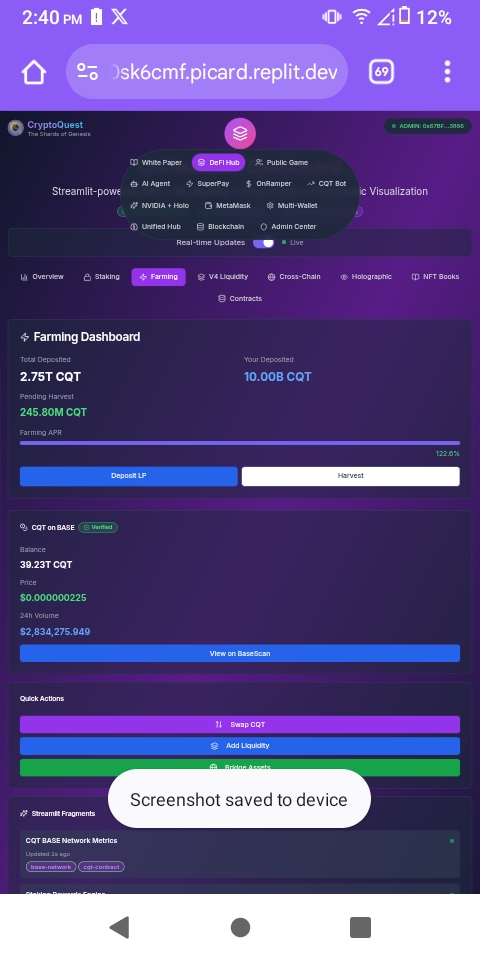 2:40 PM 12%
0sk6cmf.picard.replit.dev 69
CryptoQuest
The Shards of Genesis
ADMIN: 0x67BF...3866
White Paper DeFi Hub Public Game
AI Agent SuperPay OnRamper CQT Bot
Streamlit-powe ic Visualization
NVIDIA + Holo MetaMask Multi-Wallet
Unified Hub Blockchain Admin Center
Real-time Updates Live
Overview Staking Farming V4 Liquidity Cross-Chain Holographic NFT Books
Contracts
Farming Dashboard
Total Deposited Your Deposited
2.75T CQT 10.00B CQT
Pending Harvest
245.80M CQT
Farming APR
122.6%
Deposit LP Harvest
CQT on BASE Verified
Balance
39.23T CQT
Price
$0.000000225
24h Volume
$2,834,275.949
View on BaseScan
Quick Actions
Swap CQT
Add Liquidity
Bridge Assets
Screenshot saved to device
Streamlit Fragments
CQT BASE Network Metrics
Updated 2s ago
base-network cqt-contract
Staking Rewards Engine